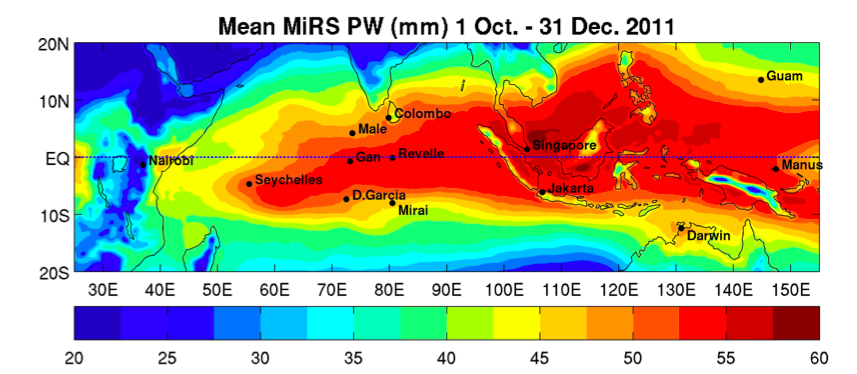 Mean MiRS PW (mm) 1 Oct. - 31 Dec. 2011
20N
Guam
10N
Colombo
Male
Singapore
EQ
Nairobi
Gan
Revelle
Manus
Seychelles
D.Garcia
Jakarta
Mirai
10S
Darwin
20S
30E 40E 50E 60E 70E 80E 90E 100E 110E 120E 130E 140E 150E
20 25 30 35 40 45 50 55 60